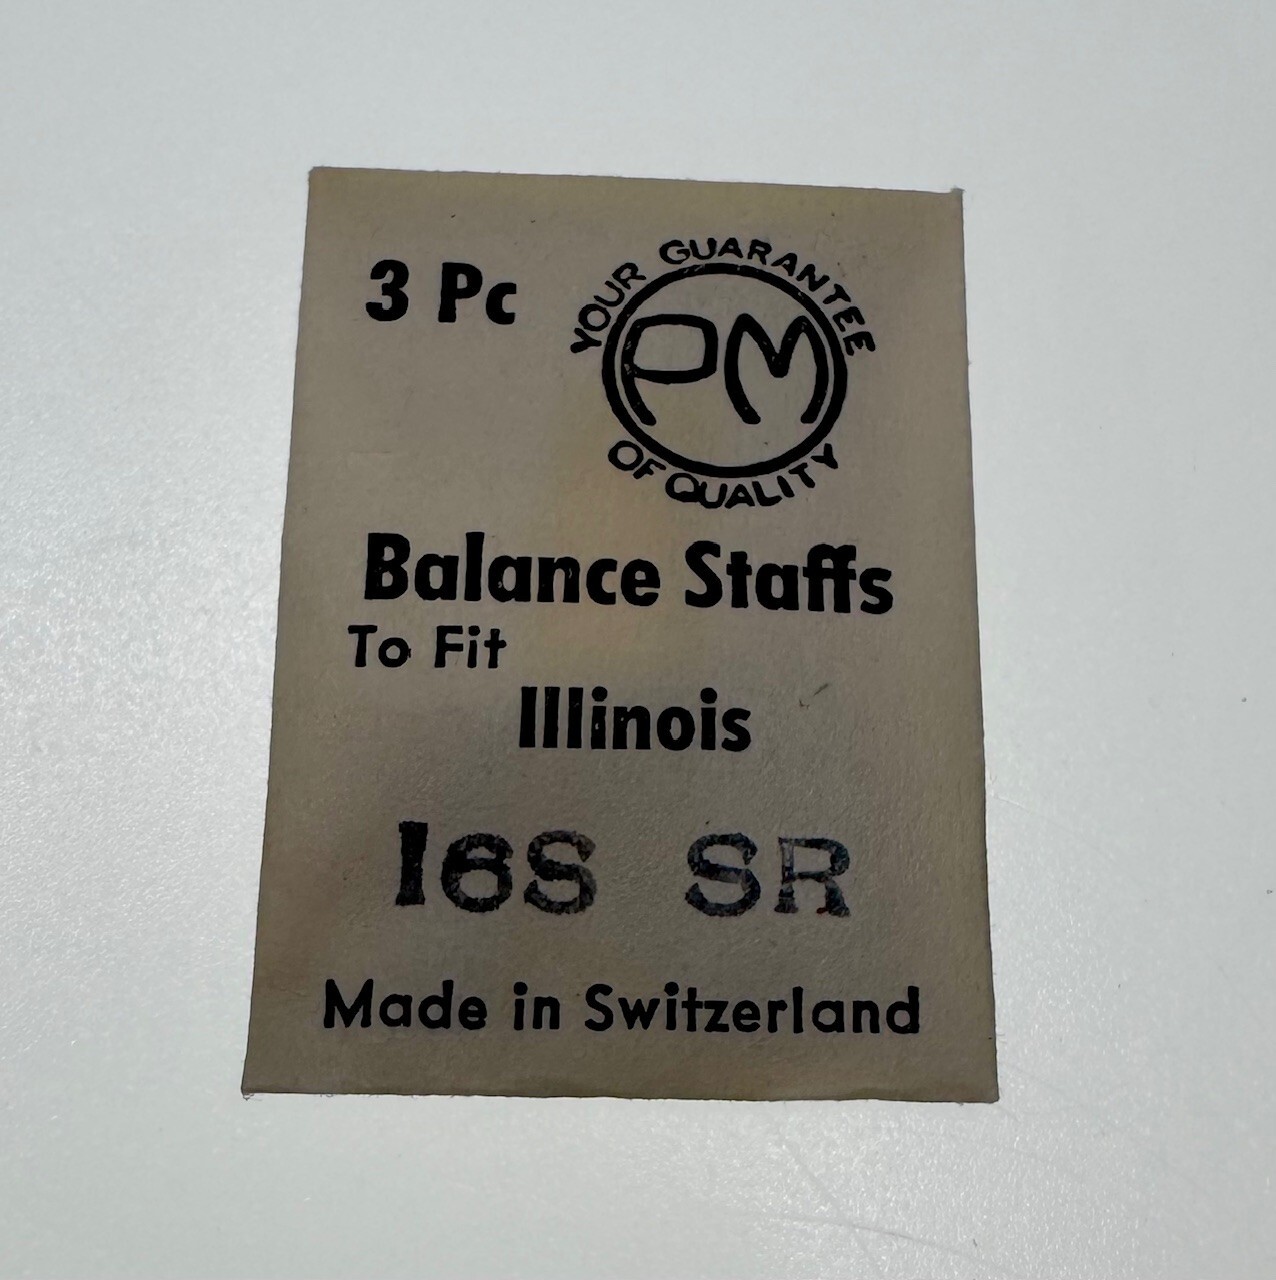 3 Pc
YOUR GUARANTEE
PM
OF QUALITY
Balance Staffs
To Fit
Illinois
16S SR
Made in Switzerland